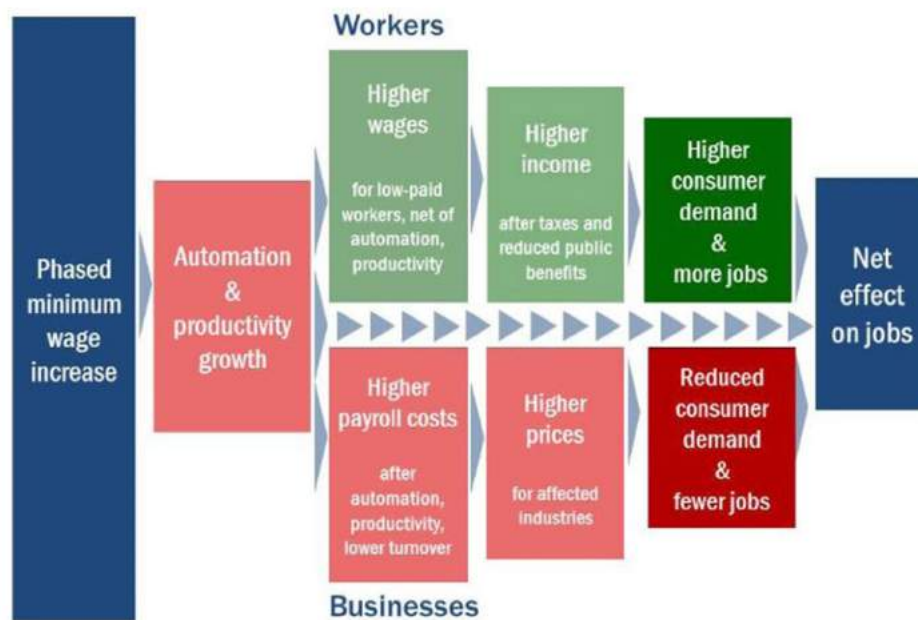 Workers
Phased
minimum
wage
increase
Automation
&
productivity
growth
Higher
wages
for low-paid
workers, net of
automation,
productivity
Higher
income
after taxes and
reduced public
benefits
Higher
consumer
demand
&
more jobs
Higher
payroll costs
after
automation,
productivity,
lower turnover
Higher
prices
for affected
industries
Reduced
consumer
demand
&
fewer jobs
Net
effect
on jobs
Businesses